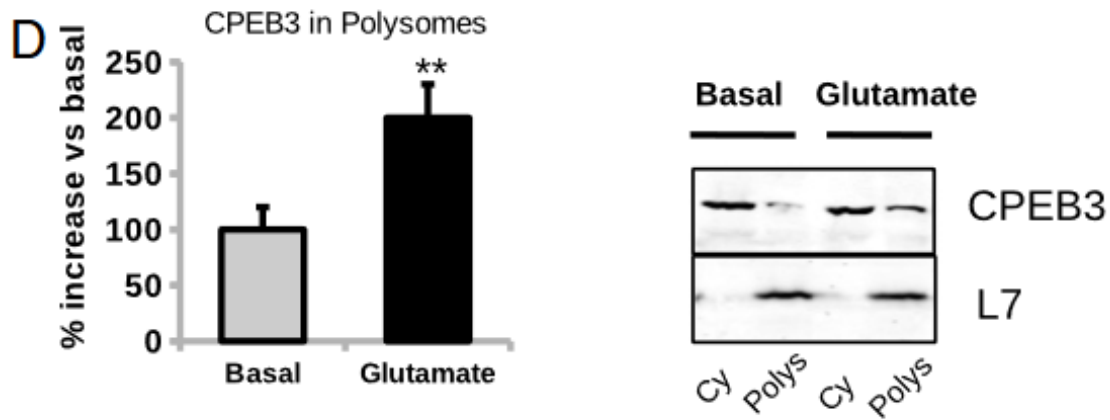 D
CPEB3 in Polysomes
% increase vs basal
250
200
150
100
50
0
**
Basal
Glutamate
Basal Glutamate
CPEB3
L7
Cy Polys Cy Polys